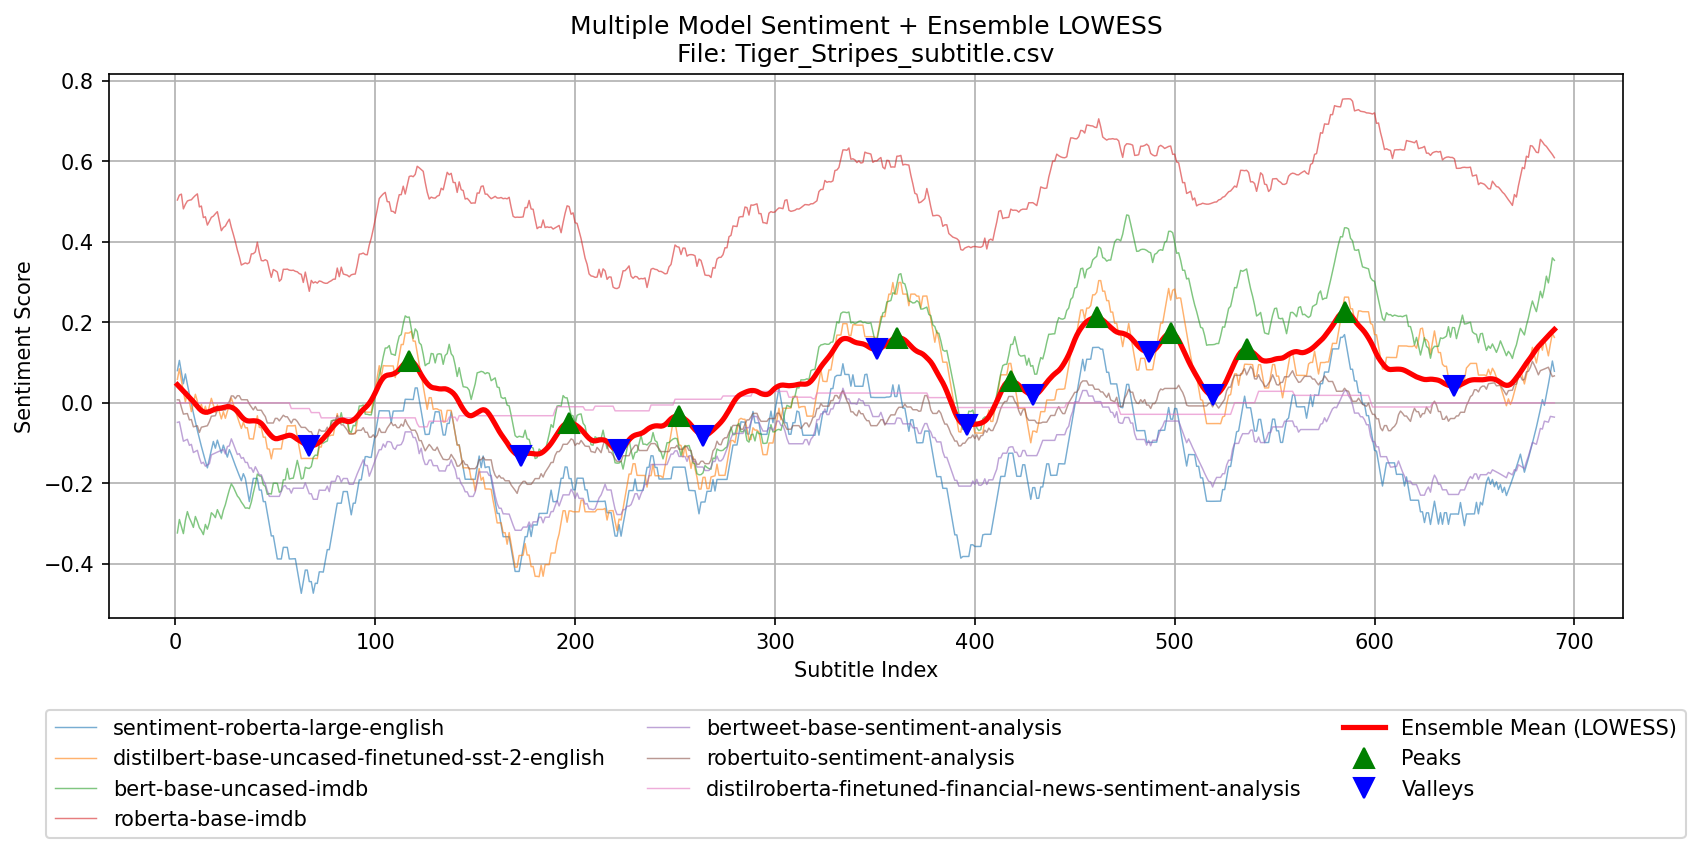 Multiple Model Sentiment + Ensemble LOWESS
File: Tiger_Stripes_subtitle.csv
Sentiment Score
0.8
0.6
0.4
0.2
0.0
−0.2
−0.4
0 100 200 300 400 500 600 700
Subtitle Index
sentiment-roberta-large-english
distilbert-base-uncased-finetuned-sst-2-english
bert-base-uncased-imdb
roberta-base-imdb
bertweet-base-sentiment-analysis
robertuito-sentiment-analysis
distilroberta-finetuned-financial-news-sentiment-analysis
Ensemble Mean (LOWESS)
Peaks
Valleys